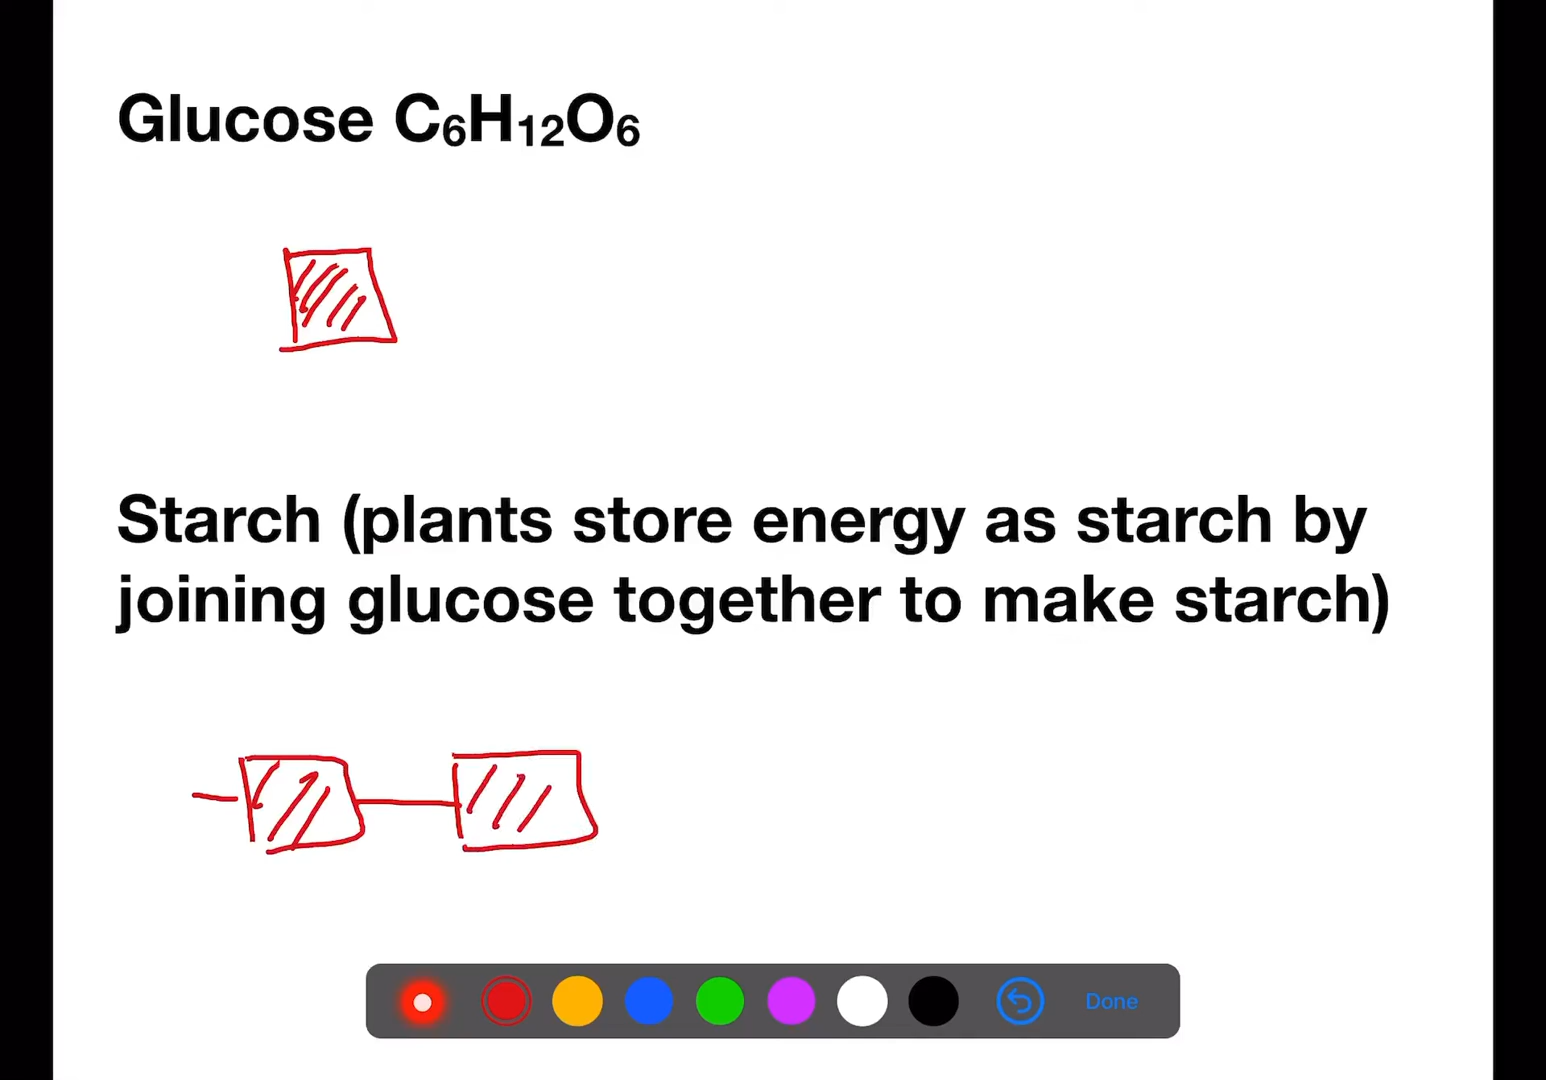 Glucose C₆H₁₂O₆
Starch (plants store energy as starch by
joining glucose together to make starch)
Done